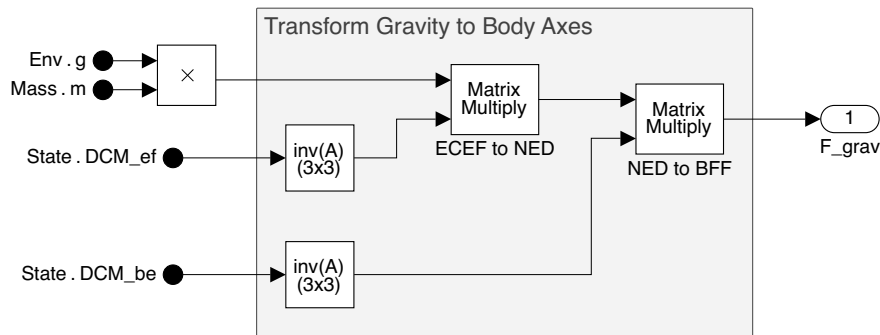 Transform Gravity to Body Axes
Env . g
Mass . m
×
Matrix
Multiply
ECEF to NED
Matrix
Multiply
NED to BFF
1
F_grav
State . DCM_ef
inv(A)
(3x3)
State . DCM_be
inv(A)
(3x3)